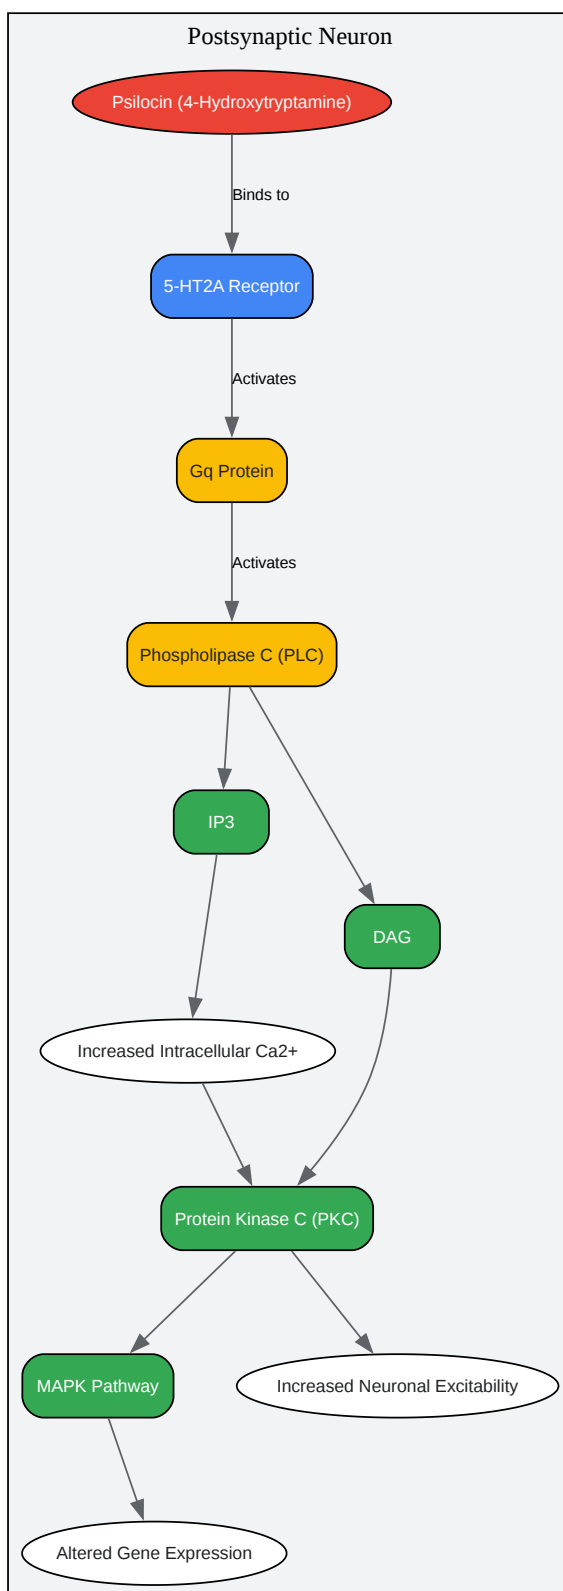 Postsynaptic Neuron
Psilocin (4-Hydroxytryptamine)
Binds to
5-HT2A Receptor
Activates
Gq Protein
Activates
Phospholipase C (PLC)
IP3
DAG
Increased Intracellular Ca2+
Protein Kinase C (PKC)
MAPK Pathway
Increased Neuronal Excitability
Altered Gene Expression